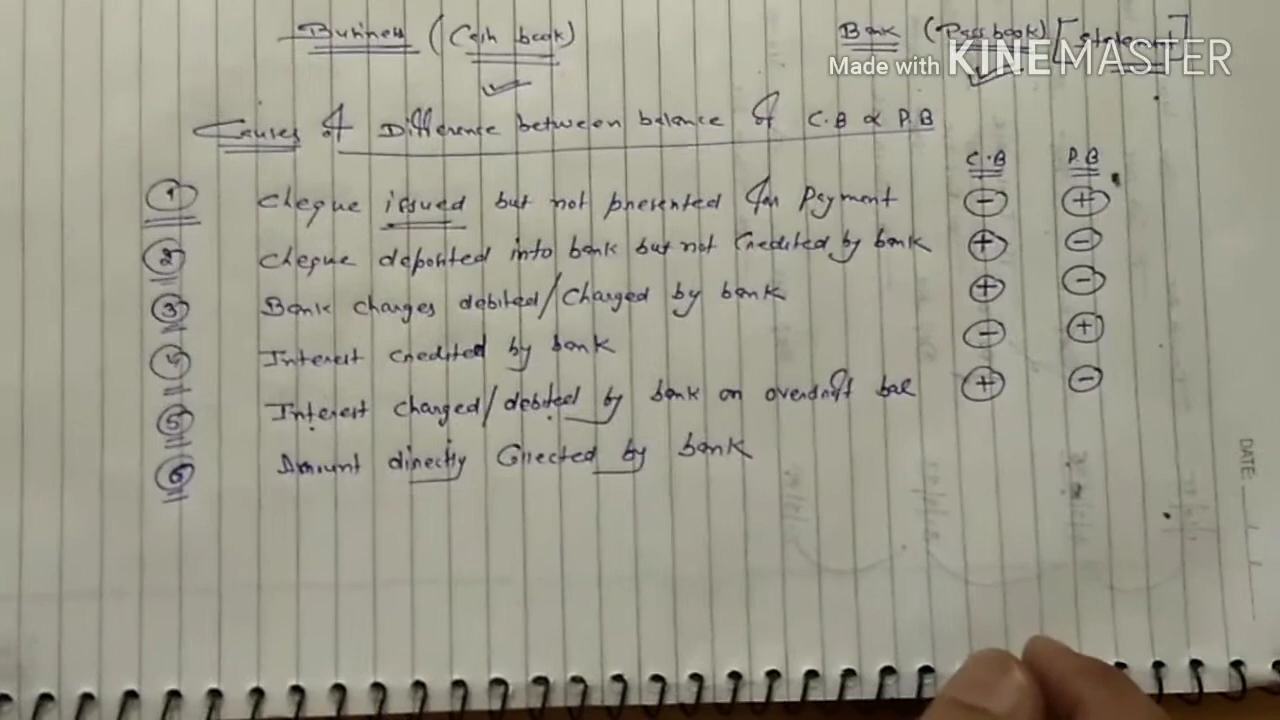 Business (Cash book) Bank (Pass book) [Statement]
Made with KINEMASTER
Causes of Difference between balance of C.B & P.B
C.B P.B
1 Cheque issued but not presented for Payment - +
2 Cheque deposited into bank but not Credited by bank + -
3 Bank charges debited/Charged by bank + -
4 Interest credited by bank - +
5 Interest charged/debited by bank on overdraft bal + -
6 Amount directly Collected by bank
DATE: